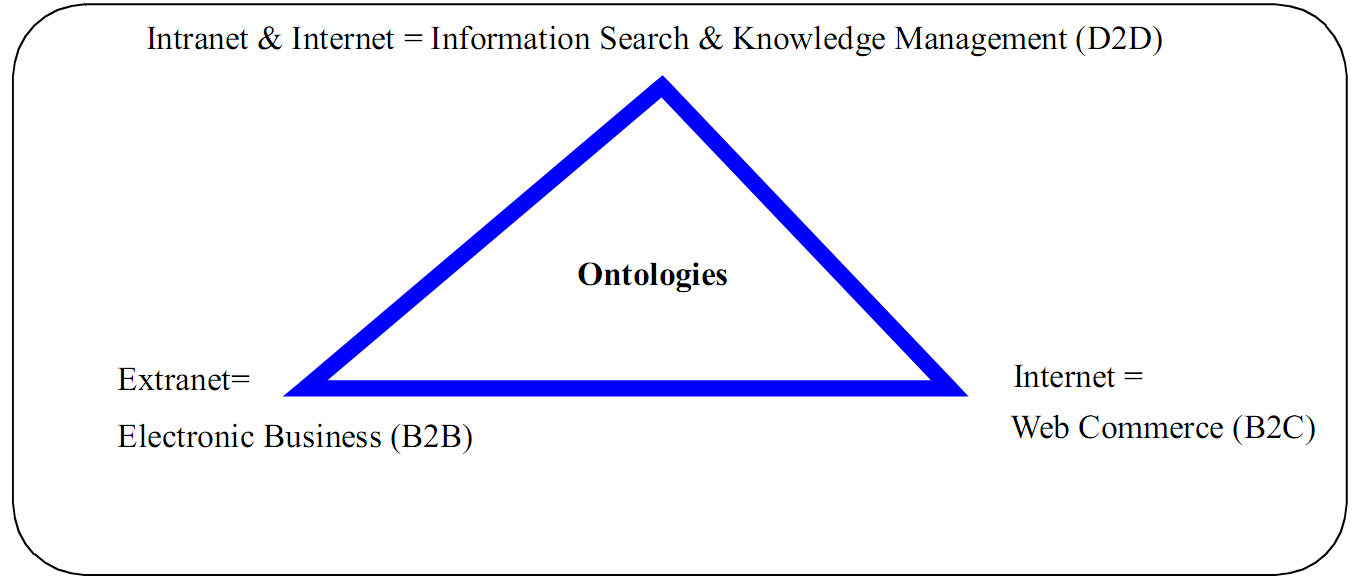 Intranet & Internet = Information Search & Knowledge Management (D2D)
Ontologies
Extranet=
Electronic Business (B2B)
Internet =
Web Commerce (B2C)